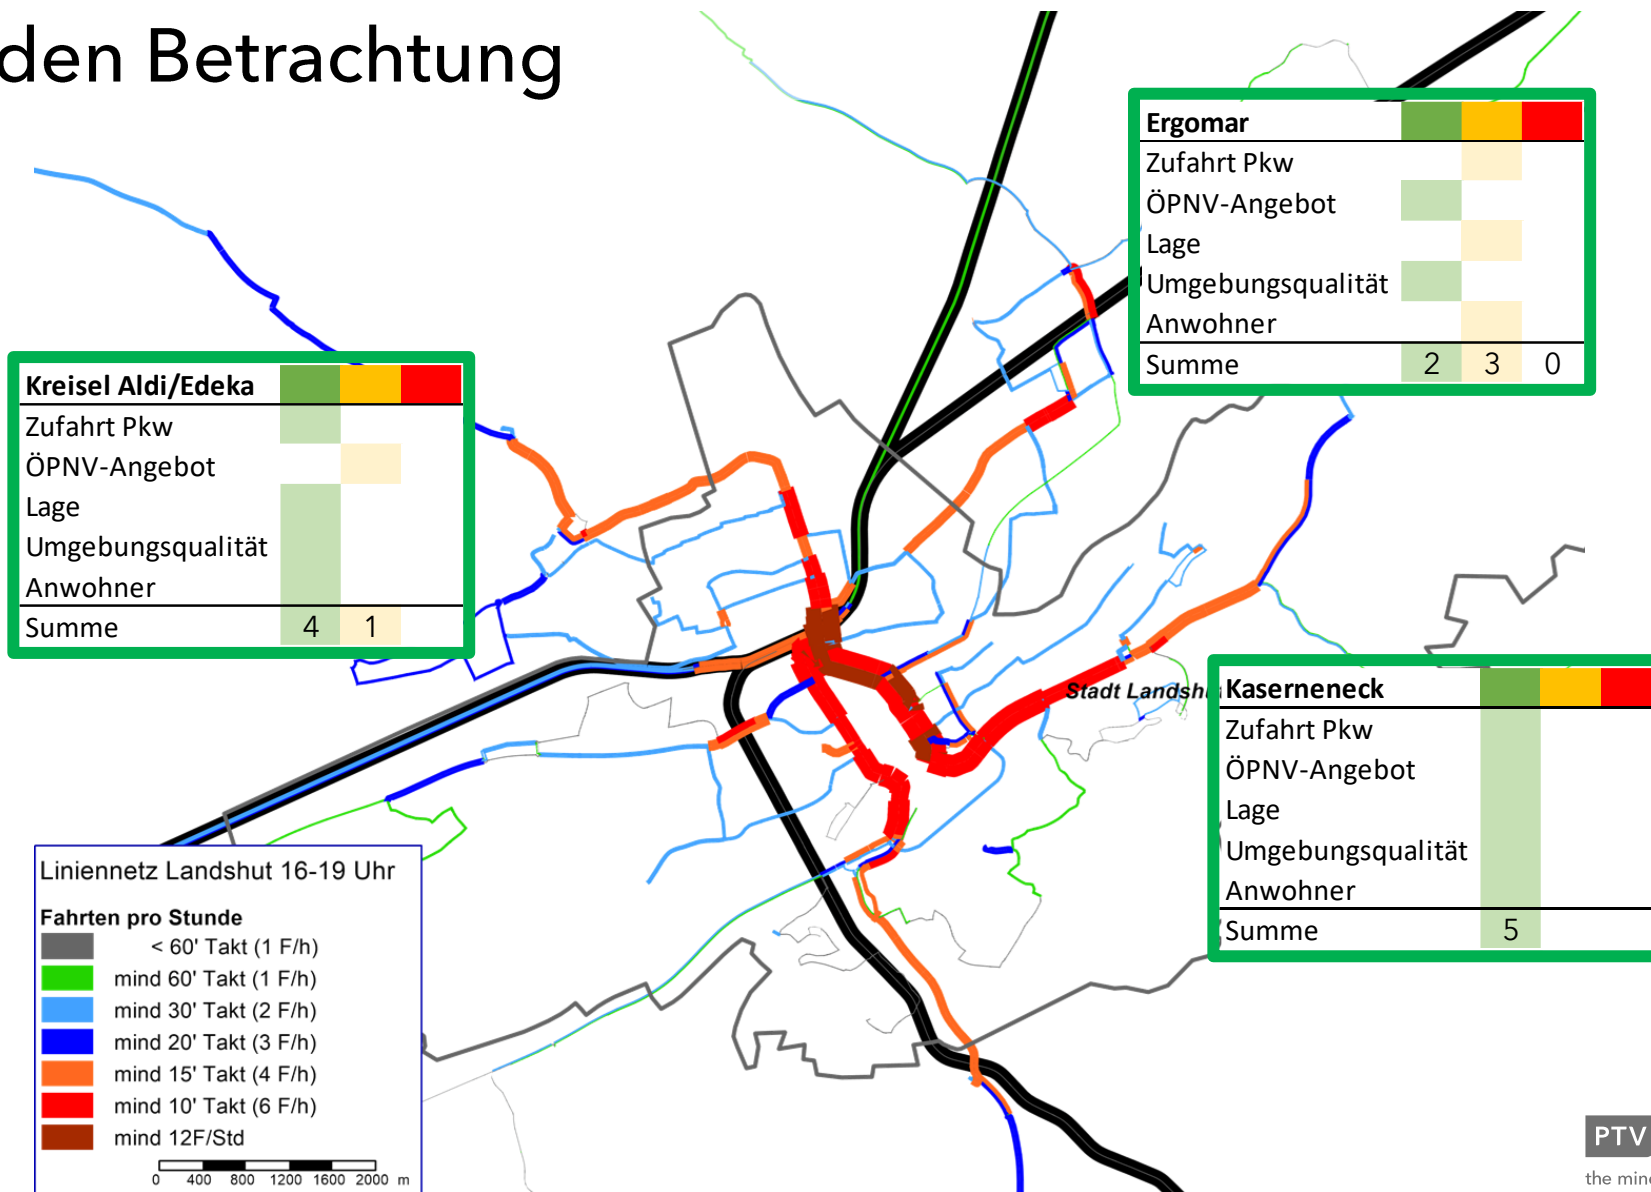 den Betrachtung
Ergomar
Zufahrt Pkw
ÖPNV-Angebot
Lage
Umgebungsqualität
Anwohner
Summe 2 3 0
Kreisel Aldi/Edeka
Zufahrt Pkw
ÖPNV-Angebot
Lage
Umgebungsqualität
Anwohner
Summe 4 1
Stadt Landshu
Kaserneneck
Zufahrt Pkw
ÖPNV-Angebot
Lage
Umgebungsqualität
Anwohner
Summe 5
Liniennetz Landshut 16-19 Uhr
Fahrten pro Stunde
< 60' Takt (1 F/h)
mind 60' Takt (1 F/h)
mind 30' Takt (2 F/h)
mind 20' Takt (3 F/h)
mind 15' Takt (4 F/h)
mind 10' Takt (6 F/h)
mind 12F/Std
0 400 800 1200 1600 2000 m
PTV
the mind